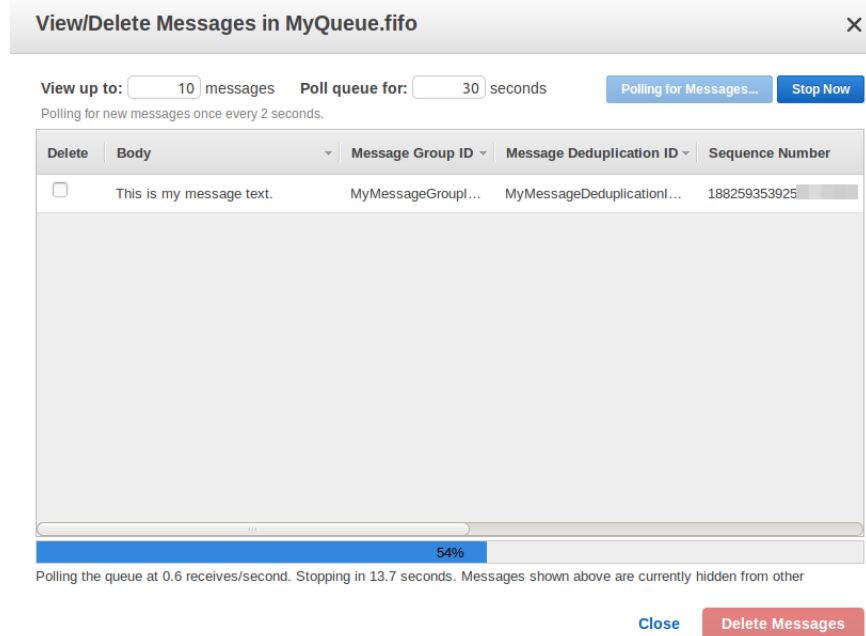 View/Delete Messages in MyQueue.fifo
View up to: 10 messages Poll queue for: 30 seconds Polling for Messages... Stop Now
Polling for new messages once every 2 seconds.
Delete Body Message Group ID Message Deduplication ID Sequence Number
This is my message text. MyMessageGroupI... MyMessageDeduplicationI... 188259353925
54%
Polling the queue at 0.6 receives/second. Stopping in 13.7 seconds. Messages shown above are currently hidden from other
Close Delete Messages